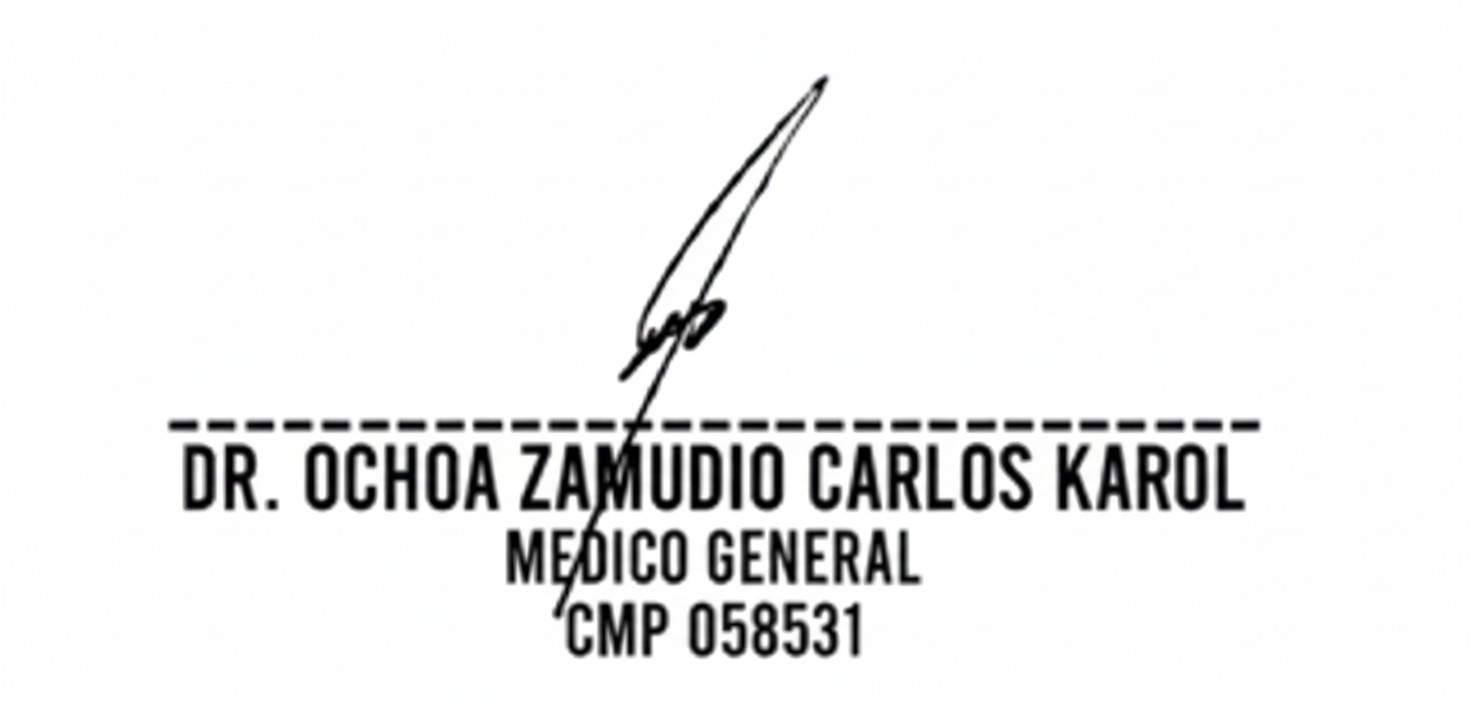 DR. OCHOA ZAMUDIO CARLOS KAROL
MEDICO GENERAL
CMP 058531